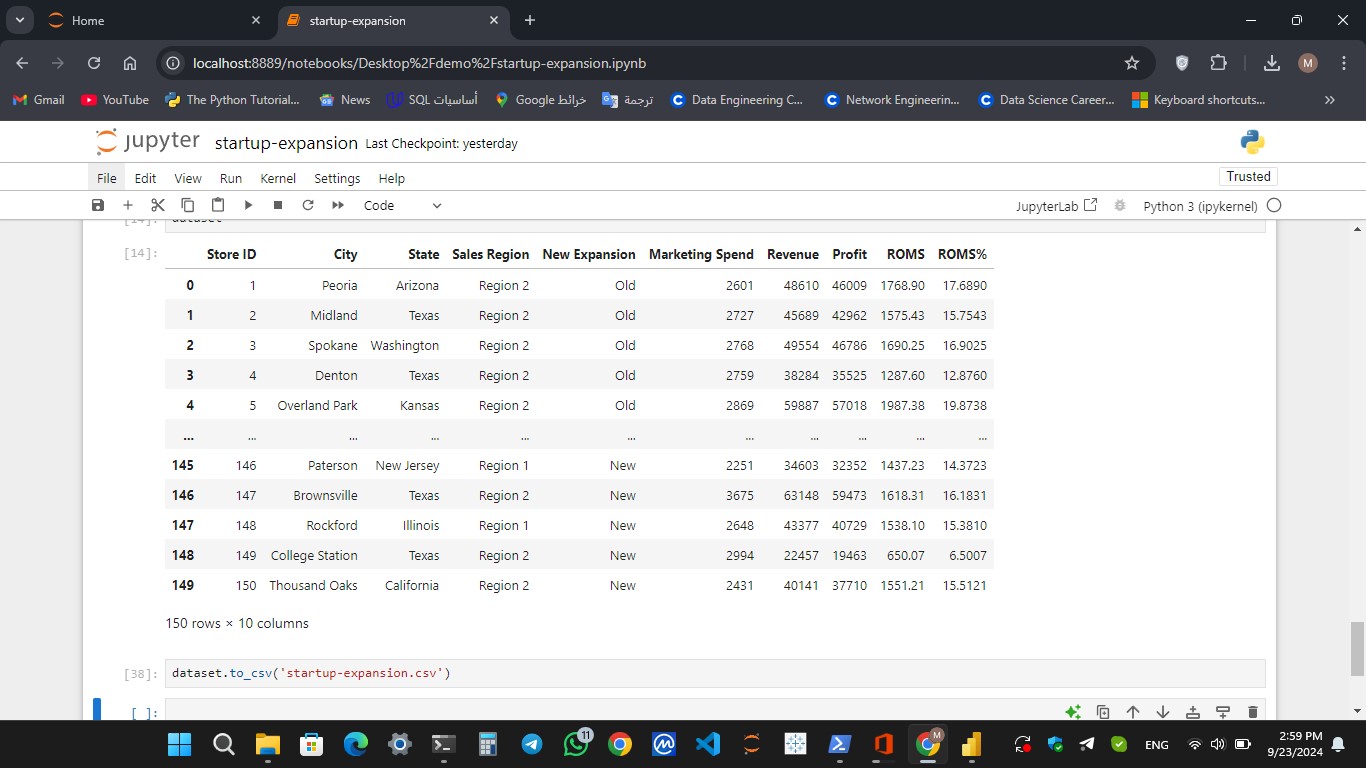 Home
startup-expansion
localhost:8889/notebooks/Desktop%2Fdemo%2Fstartup-expansion.ipynb
M
Gmail YouTube The Python Tutorial... News أساسيات SQL خرائط Google ترجمة Data Engineering C... Network Engineerin... Data Science Career... Keyboard shortcuts...
jupyter startup-expansion Last Checkpoint: yesterday
File Edit View Run Kernel Settings Help Trusted
Code JupyterLab Python 3 (ipykernel)
[14]: dataset
[14]: Store ID City State Sales Region New Expansion Marketing Spend Revenue Profit ROMS ROMS%
0 1 Peoria Arizona Region 2 Old 2601 48610 46009 1768.90 17.6890
1 2 Midland Texas Region 2 Old 2727 45689 42962 1575.43 15.7543
2 3 Spokane Washington Region 2 Old 2768 49554 46786 1690.25 16.9025
3 4 Denton Texas Region 2 Old 2759 38284 35525 1287.60 12.8760
4 5 Overland Park Kansas Region 2 Old 2869 59887 57018 1987.38 19.8738
... ... ... ... ... ... ... ... ... ... ...
145 146 Paterson New Jersey Region 1 New 2251 34603 32352 1437.23 14.3723
146 147 Brownsville Texas Region 2 New 3675 63148 59473 1618.31 16.1831
147 148 Rockford Illinois Region 1 New 2648 43377 40729 1538.10 15.3810
148 149 College Station Texas Region 2 New 2994 22457 19463 650.07 6.5007
149 150 Thousand Oaks California Region 2 New 2431 40141 37710 1551.21 15.5121
150 rows × 10 columns
[38]: dataset.to_csv('startup-expansion.csv')
[ ]:
11 M ENG 2:59 PM
9/23/2024